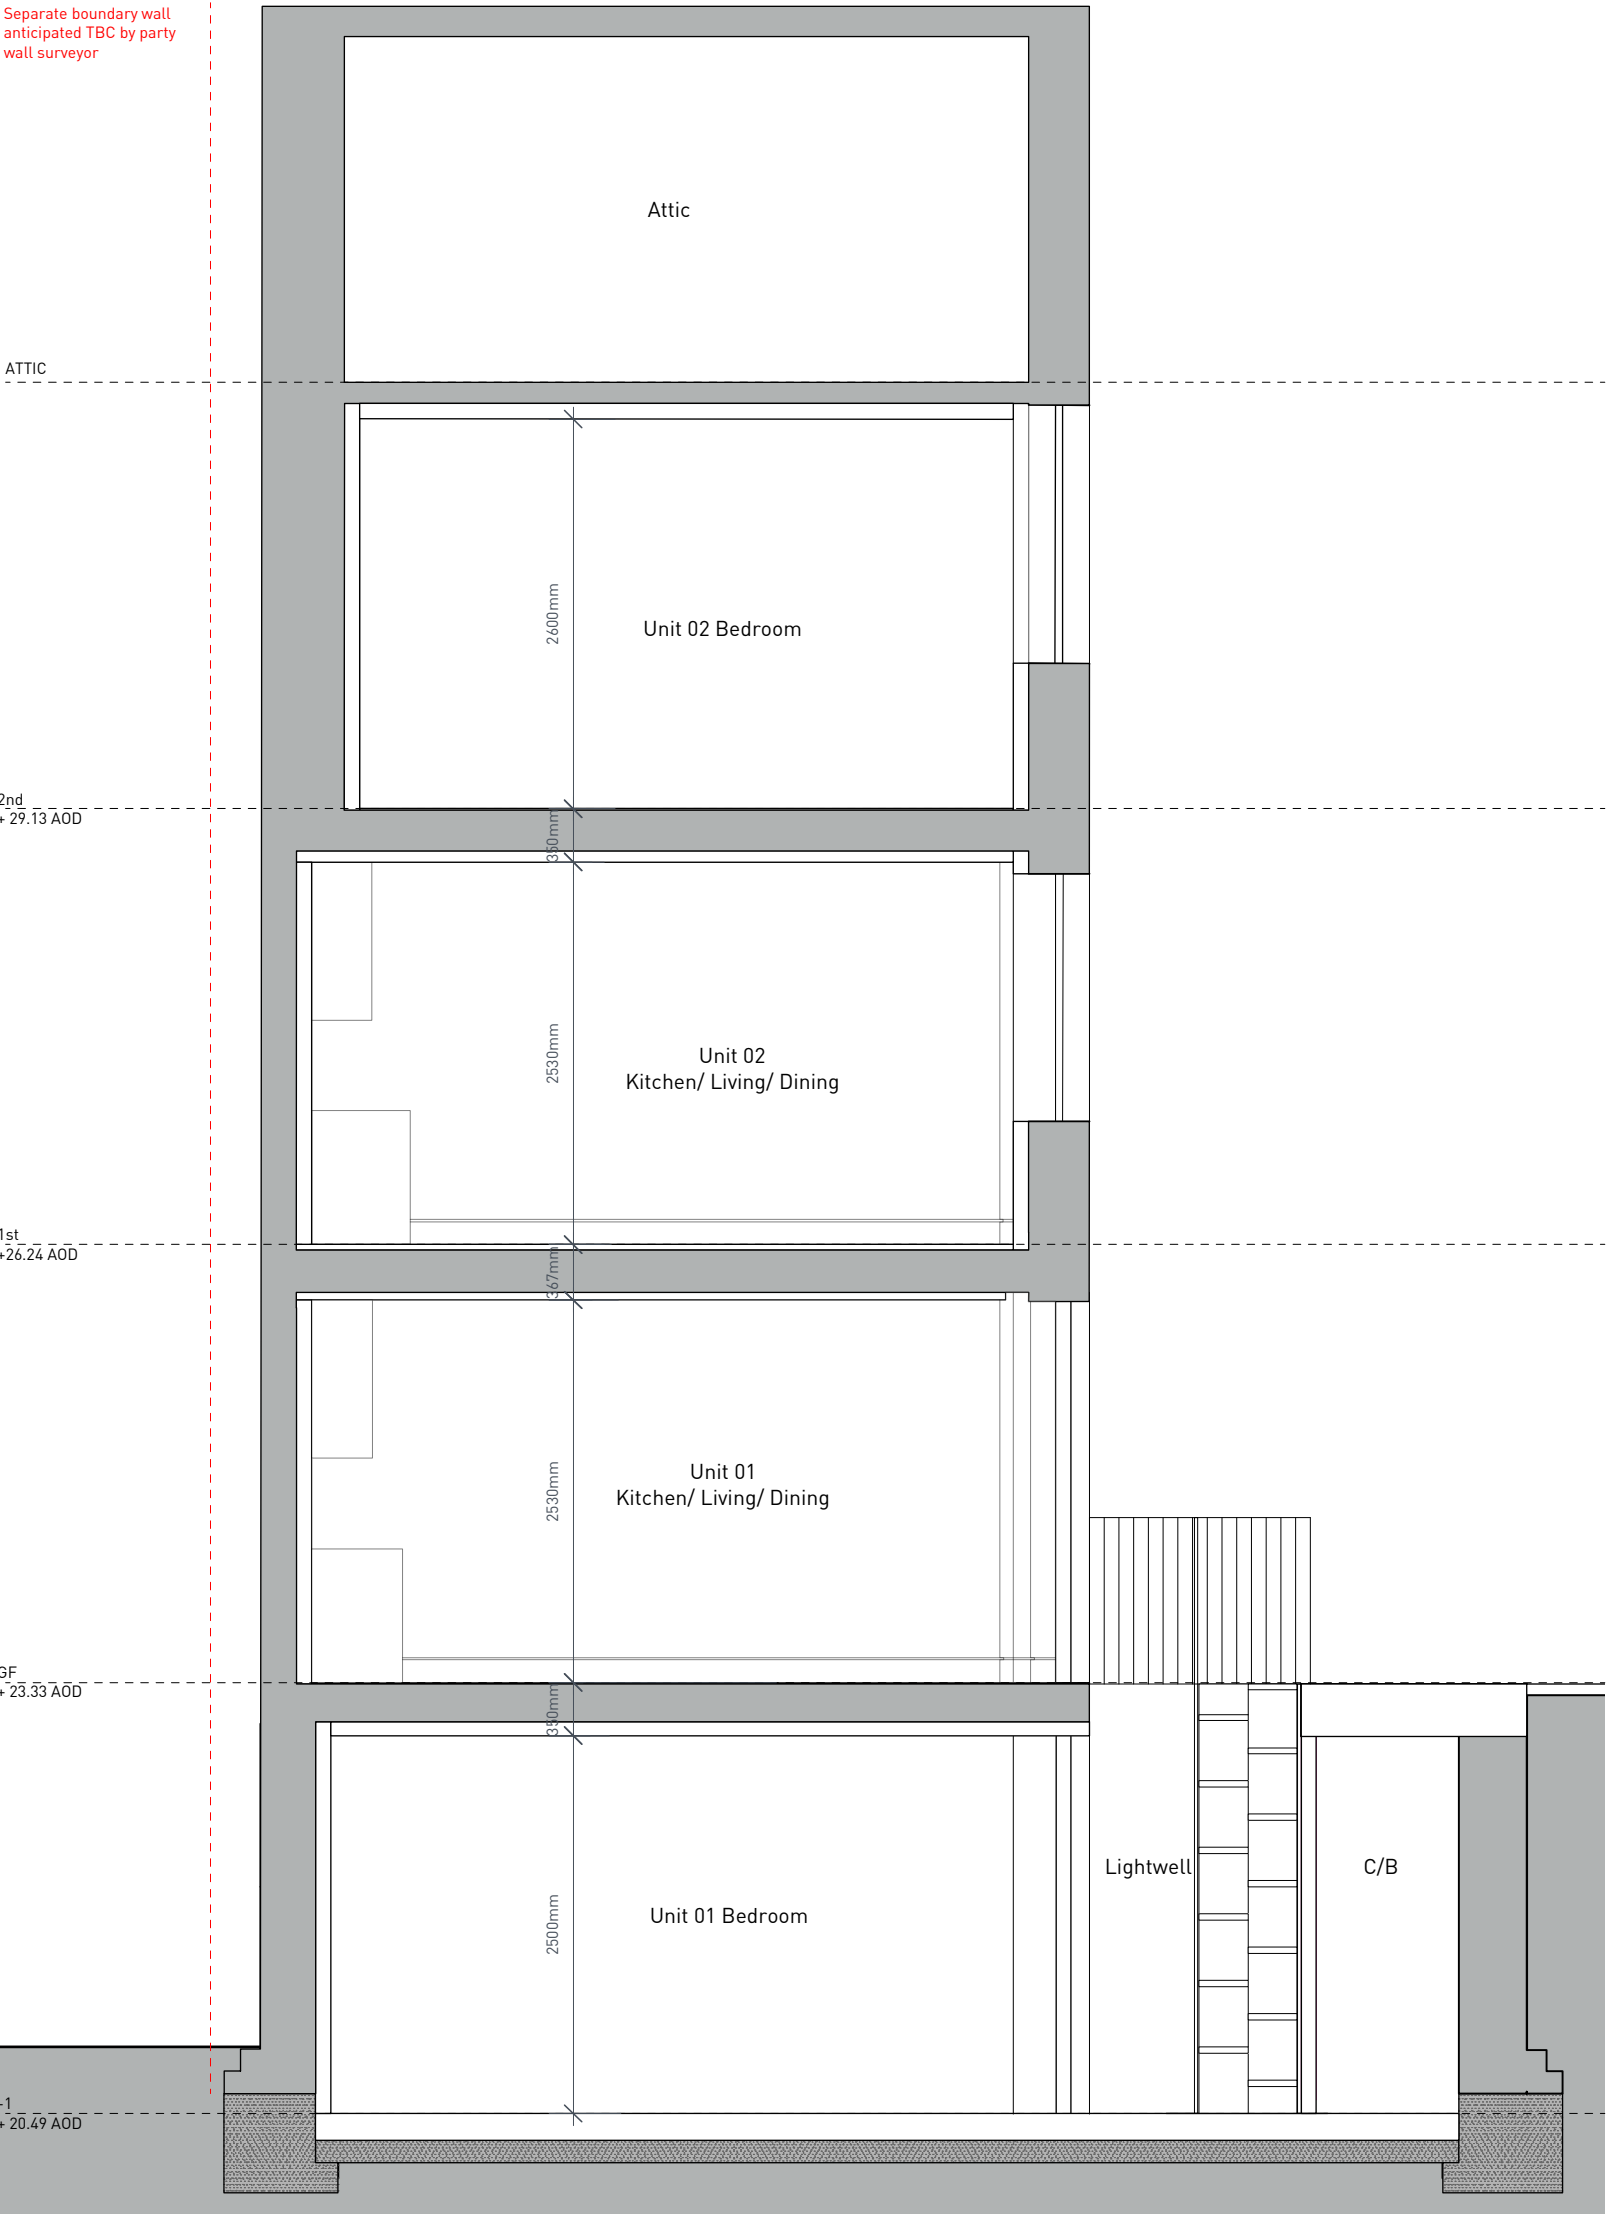 Separate boundary wall
anticipated TBC by party
wall surveyor
Attic
ATTIC
2600mm
Unit 02 Bedroom
2nd
+ 29.13 AOD
350mm
2530mm
Unit 02
Kitchen/ Living/ Dining
1st
+26.24 AOD
367mm
2530mm
Unit 01
Kitchen/ Living/ Dining
GF
+ 23.33 AOD
350mm
2500mm
Unit 01 Bedroom
Lightwell
C/B
-1
+ 20.49 AOD